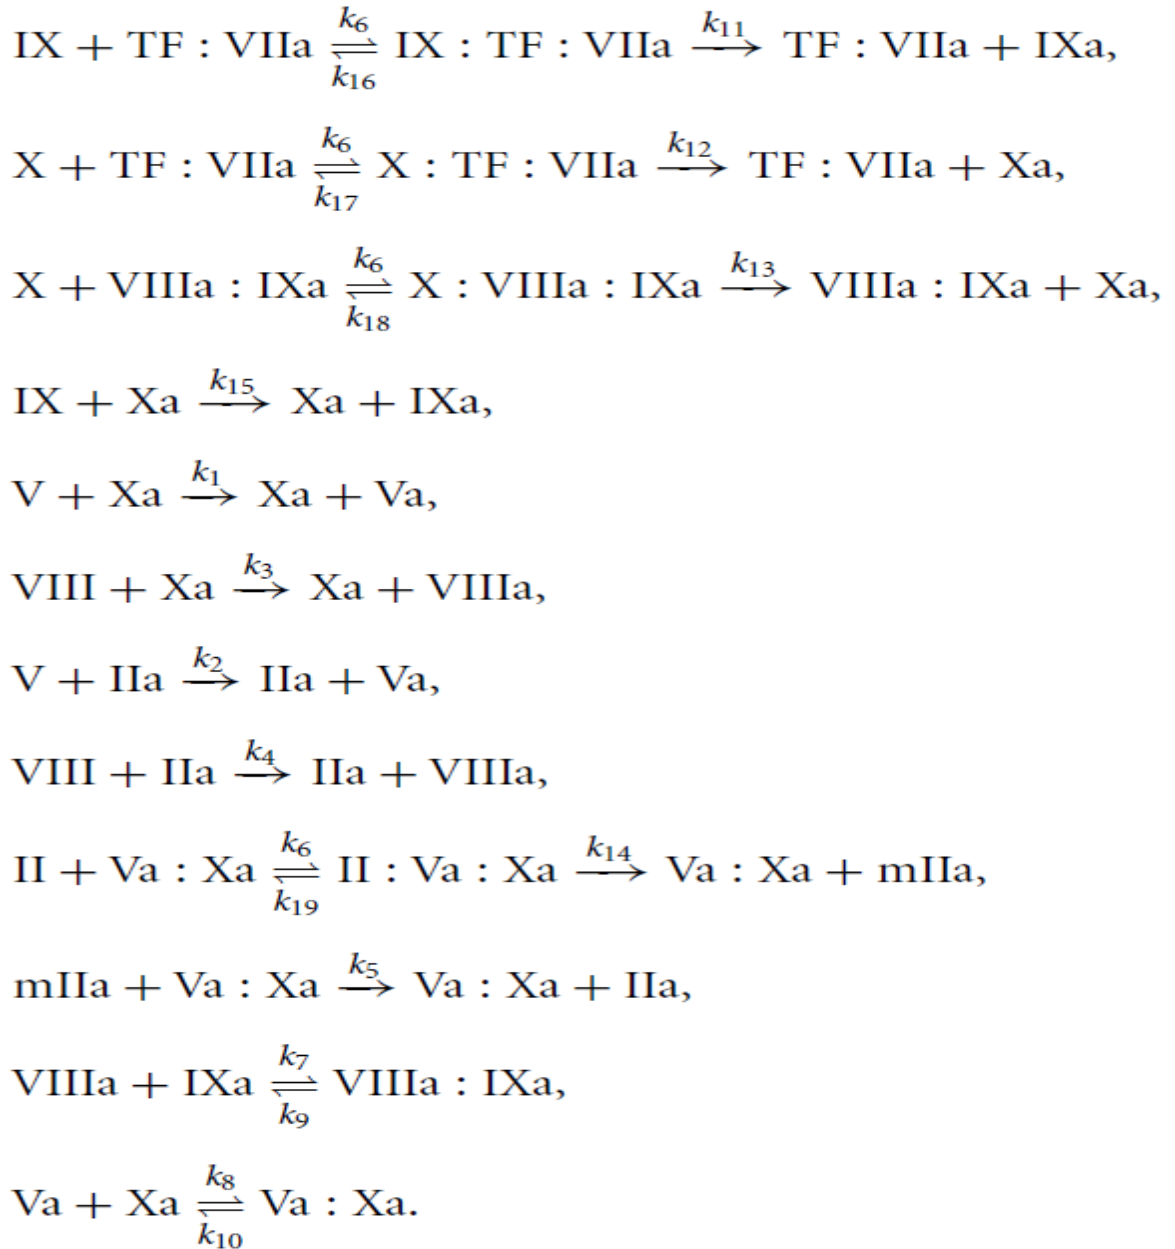 IX + TF : VIIa ⇌[k₆][k₁₆] IX : TF : VIIa →[k₁₁] TF : VIIa + IXa,
X + TF : VIIa ⇌[k₆][k₁₇] X : TF : VIIa →[k₁₂] TF : VIIa + Xa,
X + VIIIa : IXa ⇌[k₆][k₁₈] X : VIIIa : IXa →[k₁₃] VIIIa : IXa + Xa,
IX + Xa →[k₁₅] Xa + IXa,
V + Xa →[k₁] Xa + Va,
VIII + Xa →[k₃] Xa + VIIIa,
V + IIa →[k₂] IIa + Va,
VIII + IIa →[k₄] IIa + VIIIa,
II + Va : Xa ⇌[k₆][k₁₉] II : Va : Xa →[k₁₄] Va : Xa + mIIa,
mIIa + Va : Xa →[k₅] Va : Xa + IIa,
VIIIa + IXa ⇌[k₇][k₉] VIIIa : IXa,
Va + Xa ⇌[k₈][k₁₀] Va : Xa.